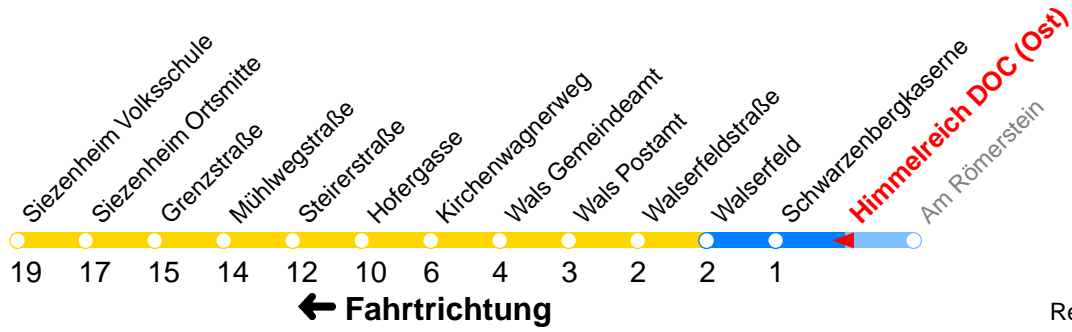 Siezenheim Volksschule
Siezenheim Ortsmitte
Grenzstraße
Mühlwegstraße
Steirerstraße
Hofergasse
Kirchenwagnerweg
Wals Gemeindeamt
Wals Postamt
Walserfeldstraße
Walserfeld
Schwarzenbergkaserne
Himmelreich DOC (Ost)
Am Römerstein
19 17 15 14 12 10 6 4 3 2 2 1
Fahrtrichtung
Re